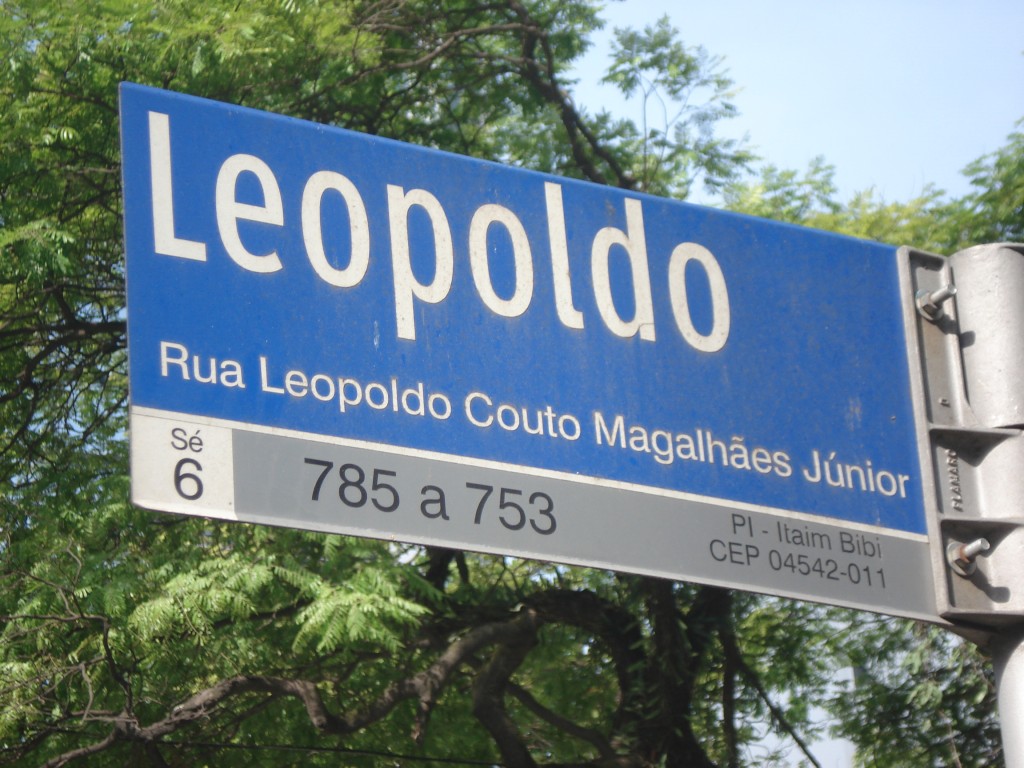 Leopoldo
Rua Leopoldo Couto Magalhães Júnior
Sé
6
785 a 753
PI - Itaim Bibi
CEP 04542-011